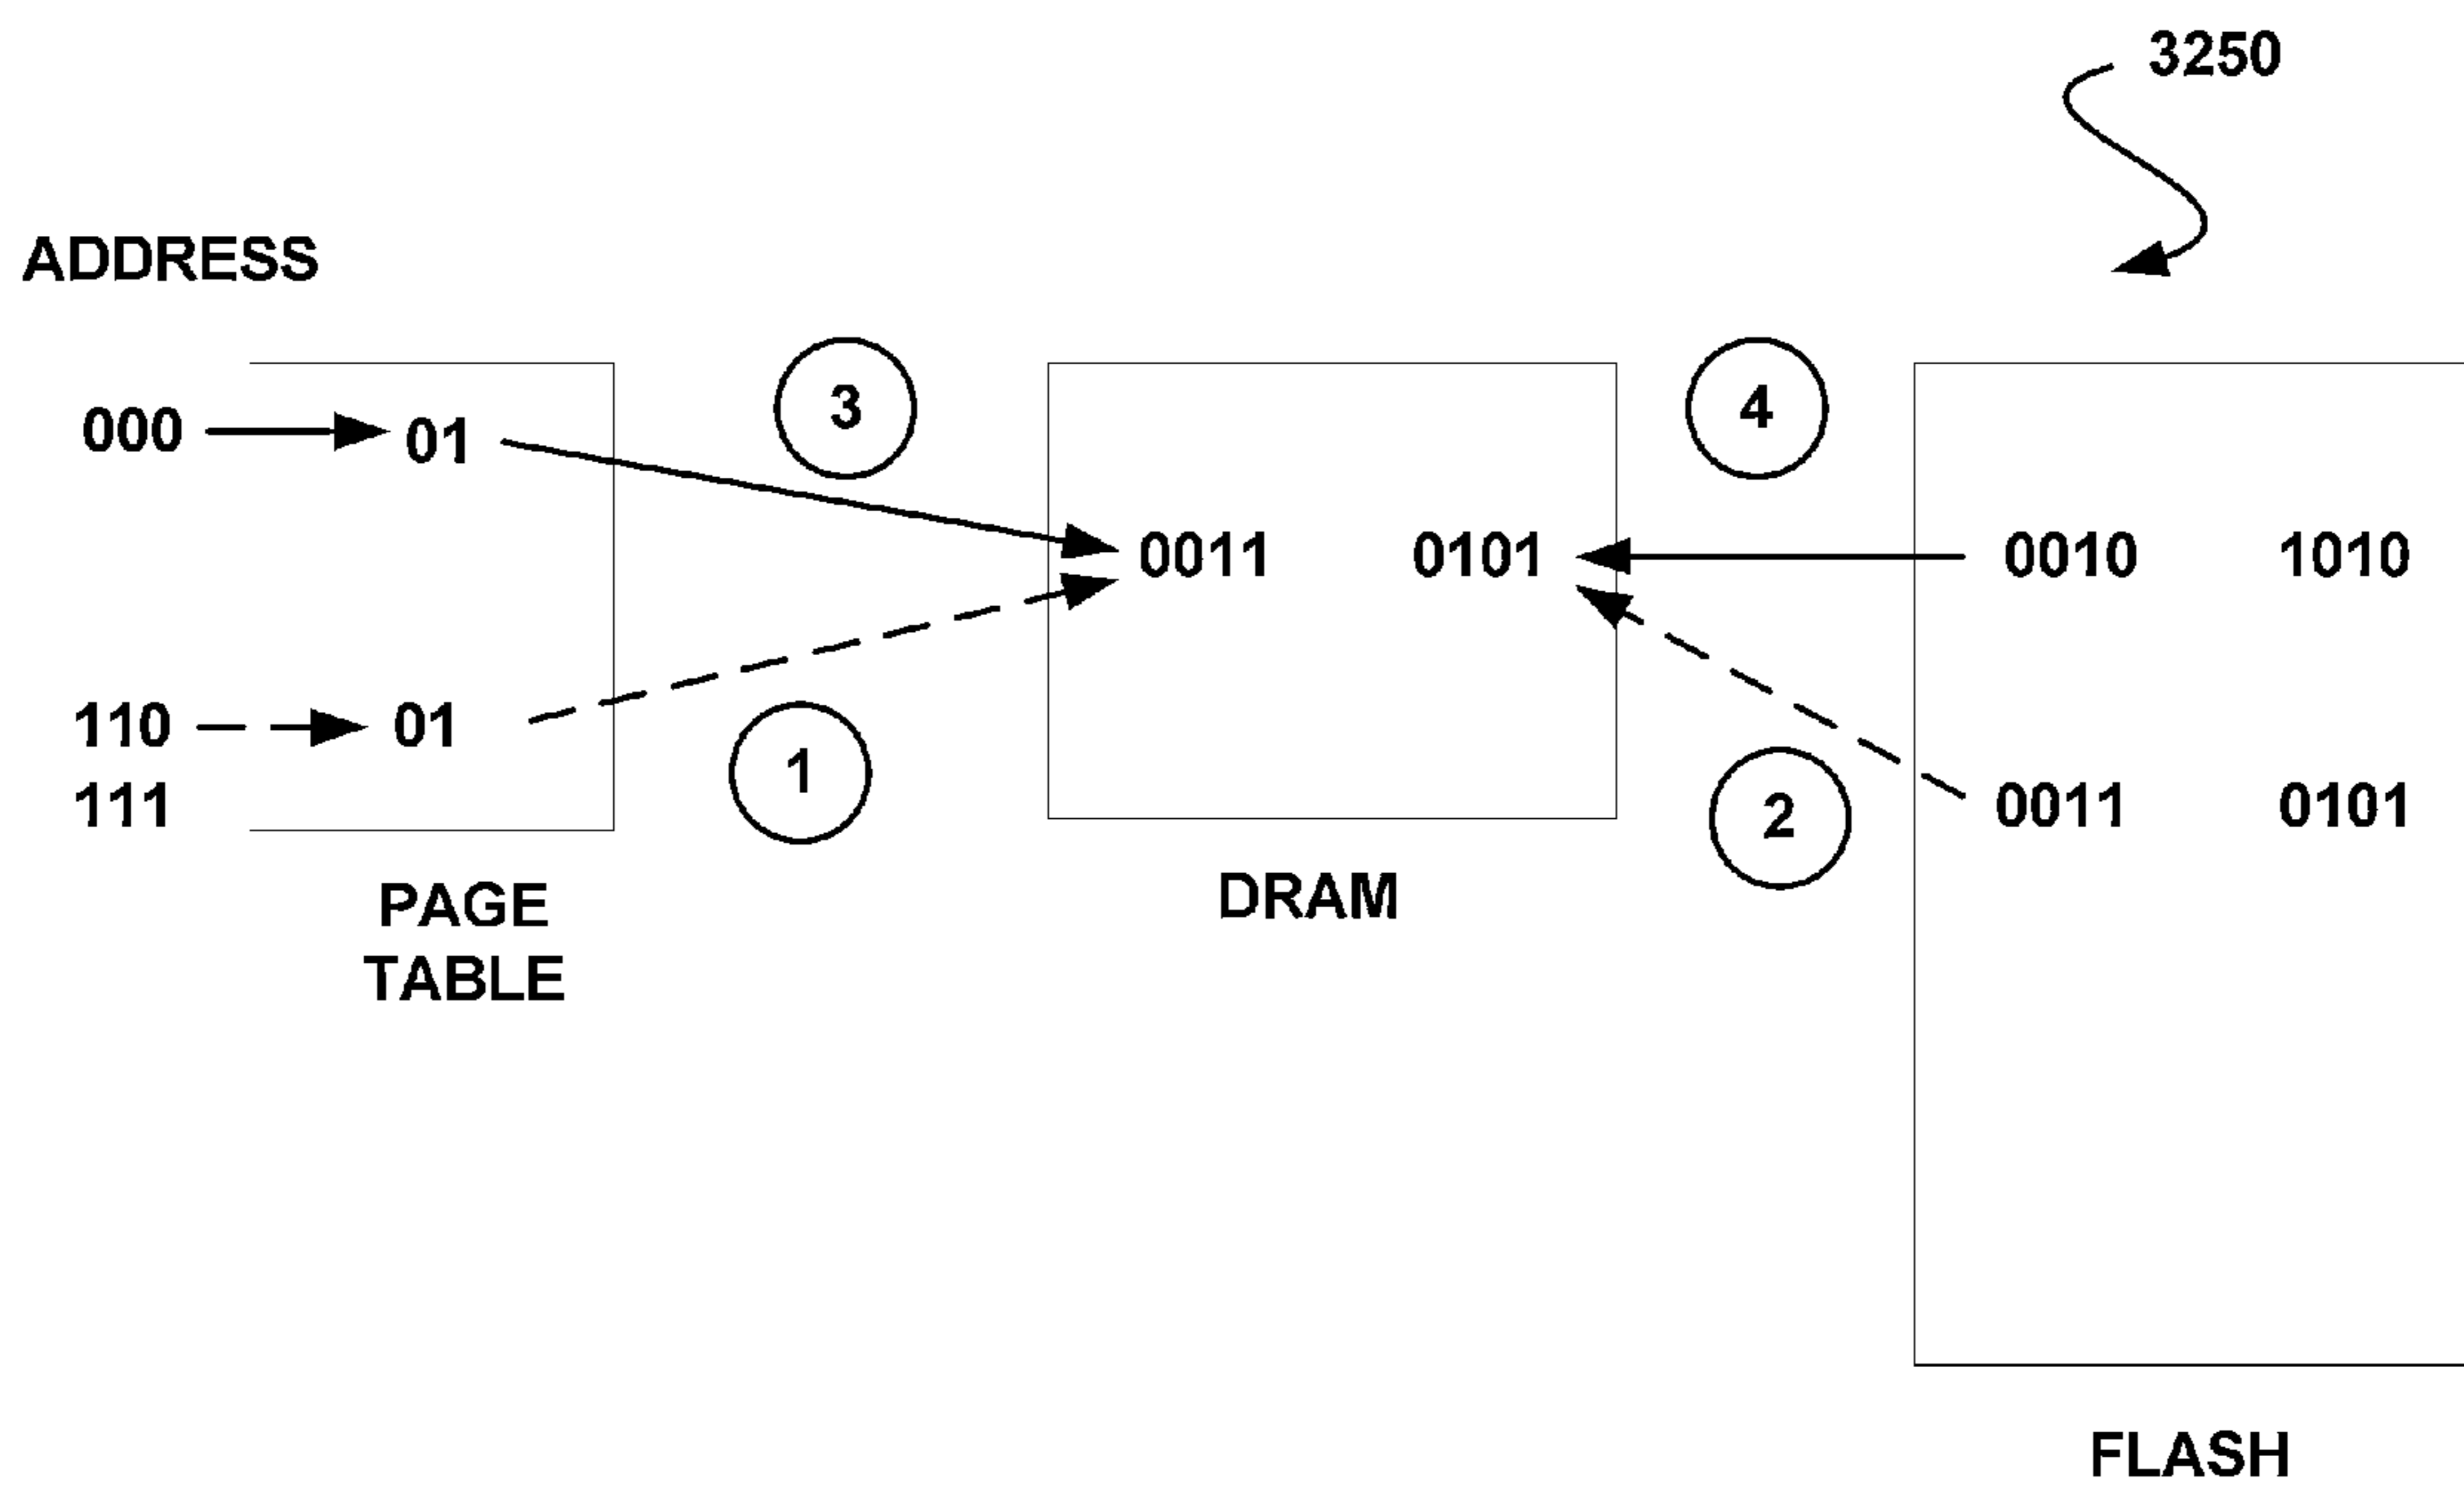 3250
ADDRESS
3 4
000 01
0011 0101 0010 1010
110 01
1
111 2 0011 0101
PAGE
TABLE
DRAM
FLASH